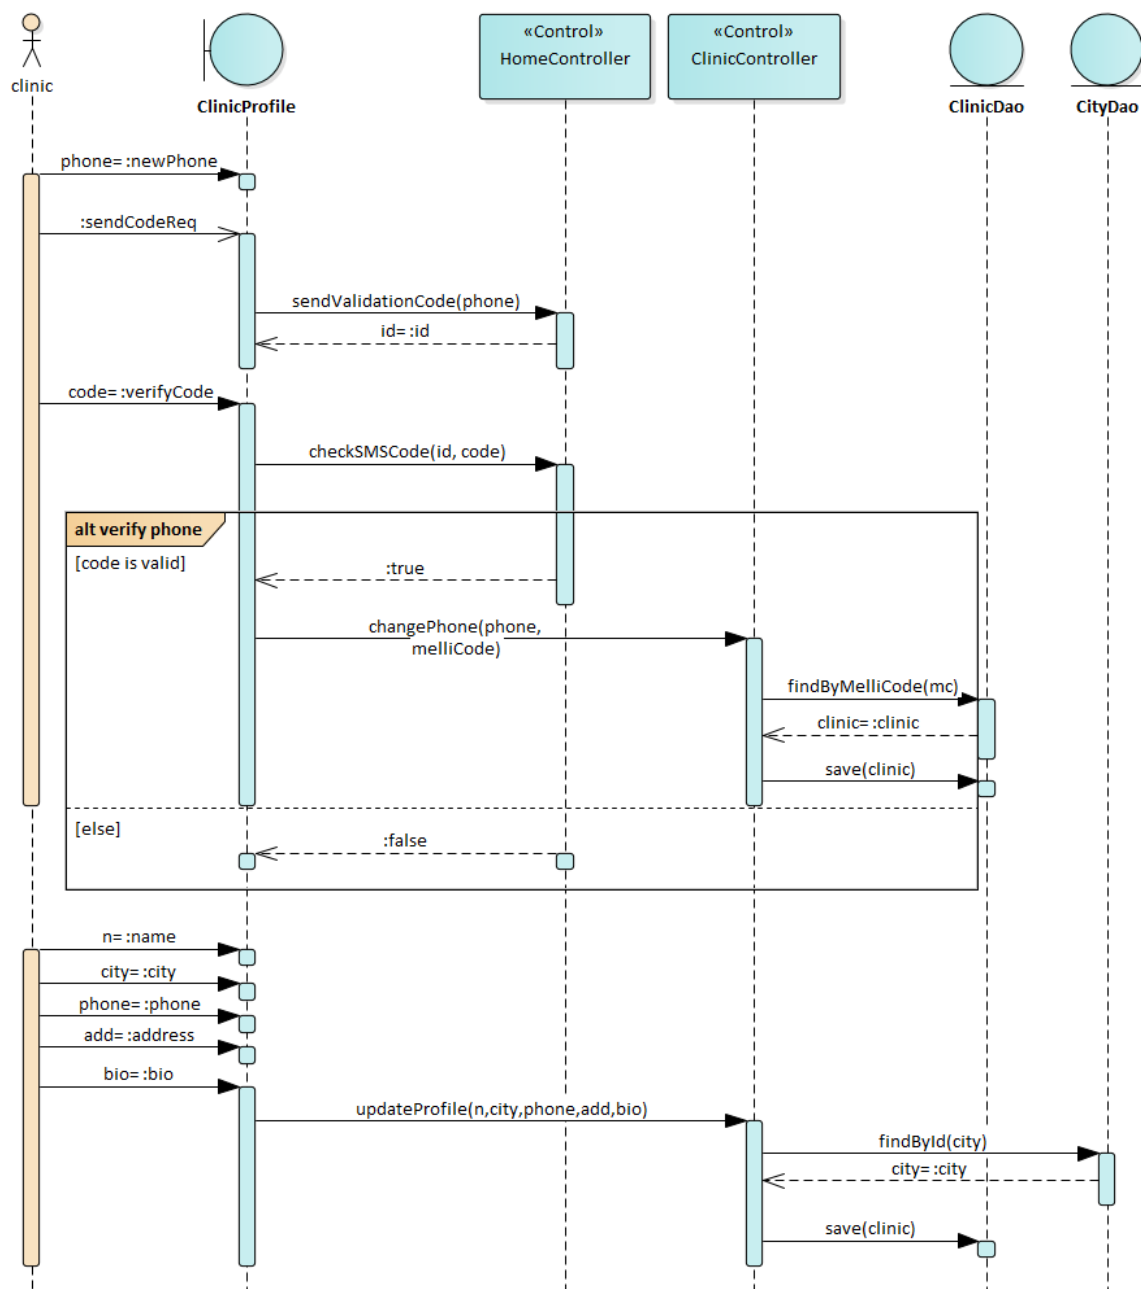 «Control»
HomeController
«Control»
ClinicController
clinic
ClinicProfile
ClinicDao
CityDao
phone= :newPhone
:sendCodeReq
sendValidationCode(phone)
id= :id
code= :verifyCode
checkSMSCode(id, code)
alt verify phone
[code is valid]
:true
changePhone(phone,
melliCode)
findByMelliCode(mc)
clinic= :clinic
save(clinic)
[else]
:false
n= :name
city= :city
phone= :phone
add= :address
bio= :bio
updateProfile(n,city,phone,add,bio)
findById(city)
city= :city
save(clinic)